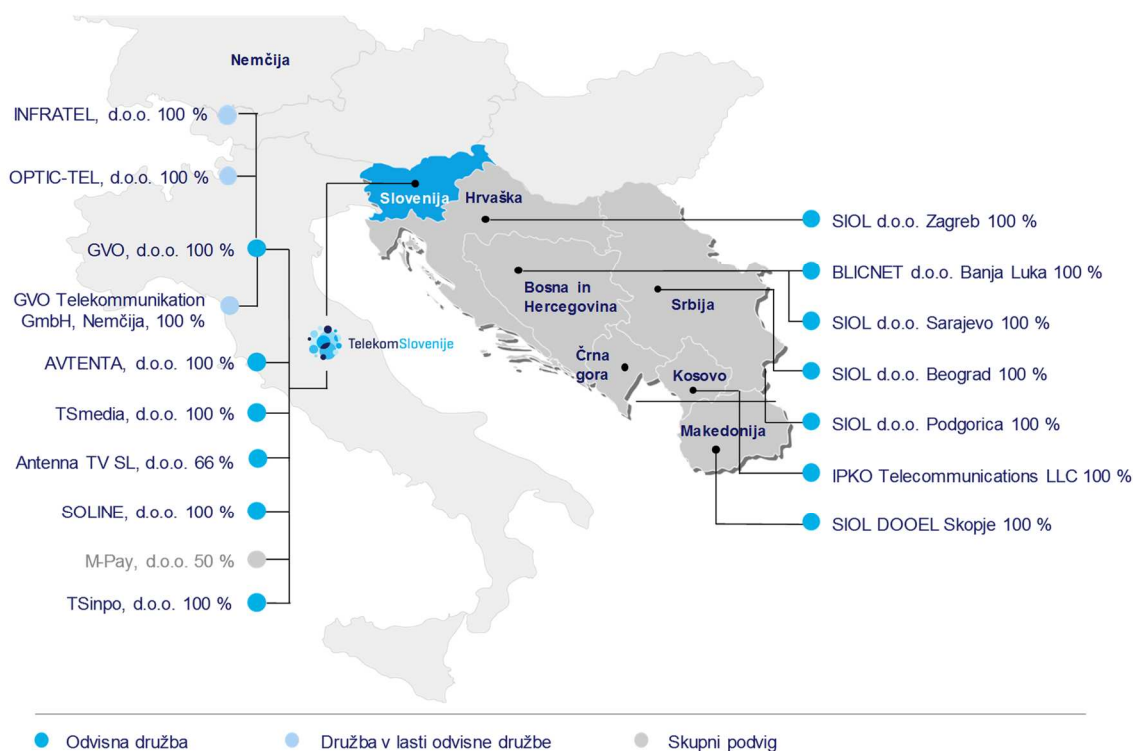 Nemčija
INFRATEL, d.o.o. 100 %
OPTIC-TEL, d.o.o. 100 %
GVO, d.o.o. 100 %
GVO Telekommunikation
GmbH, Nemčija, 100 %
AVTENTA, d.o.o. 100 %
TSmedia, d.o.o. 100 %
Antenna TV SL, d.o.o. 66 %
SOLINE, d.o.o. 100 %
M-Pay, d.o.o. 50 %
TSinpo, d.o.o. 100 %
TelekomSlovenije
Slovenija
Hrvaška
Bosna in
Hercegovina
Srbija
Črna
gora
Kosovo
Makedonija
SIOL d.o.o. Zagreb 100 %
BLICNET d.o.o. Banja Luka 100 %
SIOL d.o.o. Sarajevo 100 %
SIOL d.o.o. Beograd 100 %
SIOL d.o.o. Podgorica 100 %
IPKO Telecommunications LLC 100 %
SIOL DOOEL Skopje 100 %
Odvisna družba
Družba v lasti odvisne družbe
Skupni podvig